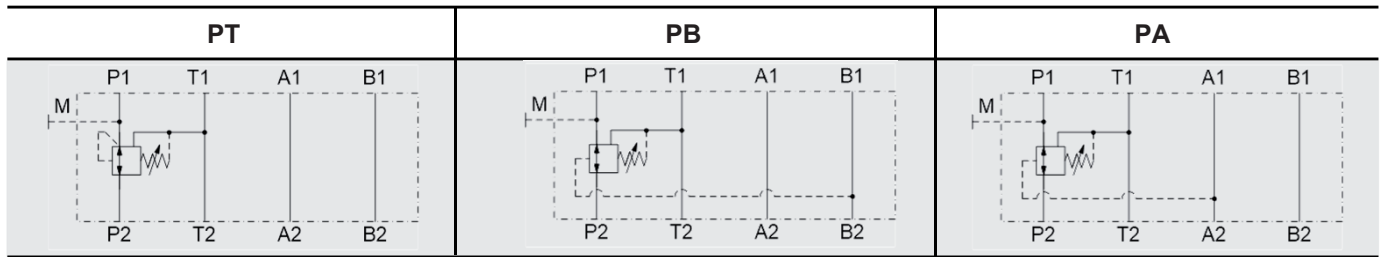 PT PB PA
P1 T1 A1 B1 P1 T1 A1 B1 P1 T1 A1 B1
M M M
P2 T2 A2 B2 P2 T2 A2 B2 P2 T2 A2 B2